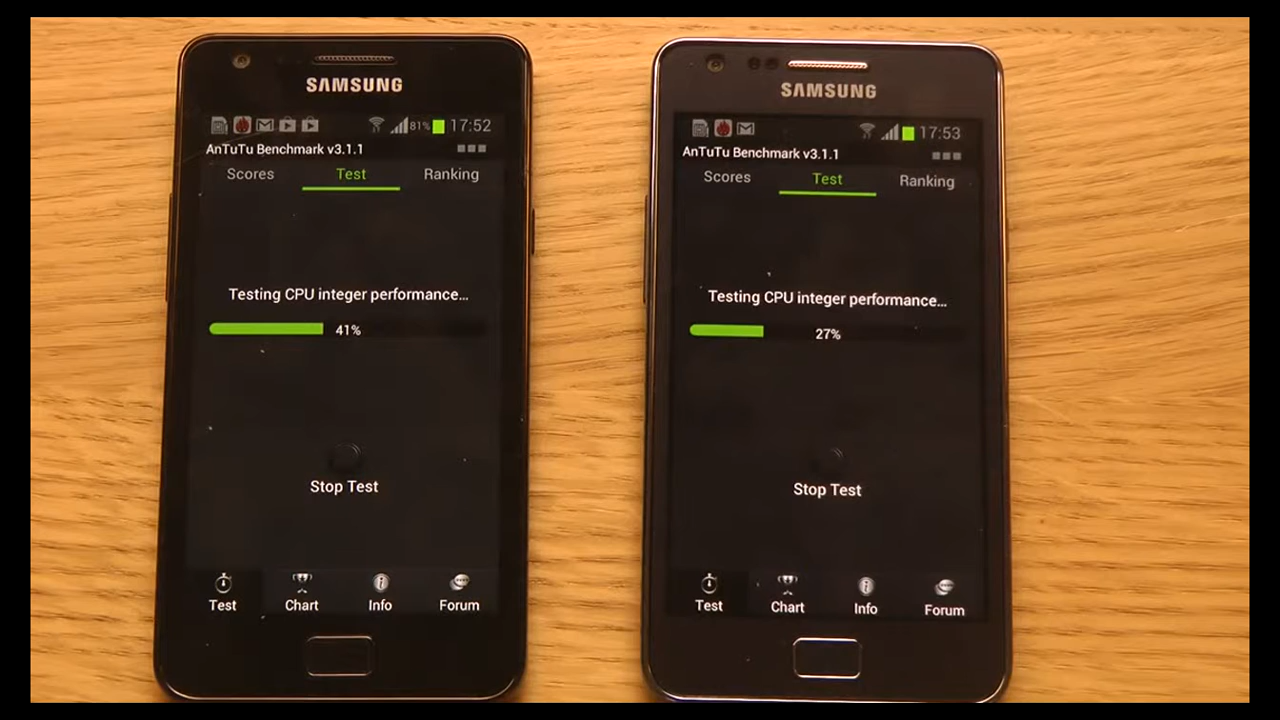 SAMSUNG
81% 17:52
AnTuTu Benchmark v3.1.1
Scores Test Ranking
Testing CPU integer performance...
41%
Stop Test
Test Chart Info Forum
SAMSUNG
17:53
AnTuTu Benchmark v3.1.1
Scores Test Ranking
Testing CPU integer performance...
27%
Stop Test
Test Chart Info Forum